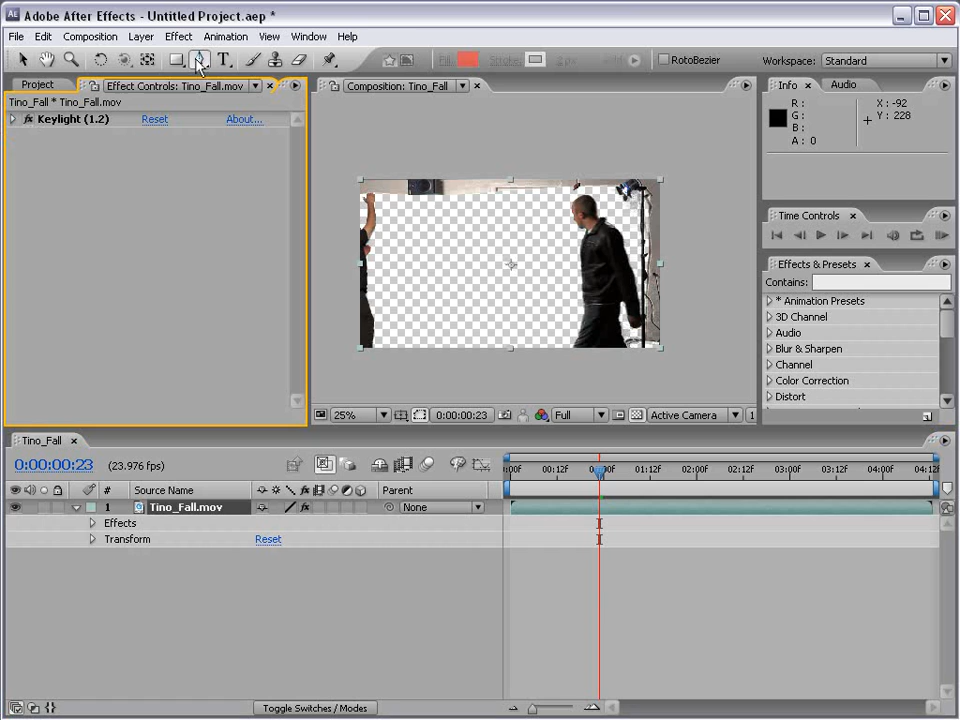 Adobe After Effects - Untitled Project.aep *
File Edit Composition Layer Effect Animation View Window Help
Fill: Stroke: RotoBezier Workspace: Standard
Project Effect Controls: Tino_Fall.mov
Tino_Fall * Tino_Fall.mov
Keylight (1.2) Reset About...
Composition: Tino_Fall
25% 0:00:00:23 Full Active Camera 1
Info Audio
R: X: -92
G: Y: 228
B:
A: 0
Time Controls
Effects & Presets
Contains:
* Animation Presets
3D Channel
Audio
Blur & Sharpen
Channel
Color Correction
Distort
Tino_Fall
0:00:00:23 (23.976 fps)
00:12f 01:12f 02:00f 02:12f 03:00f 03:12f 04:00f
# Source Name Parent
1 Tino_Fall.mov None
Effects
Transform Reset
Toggle Switches / Modes